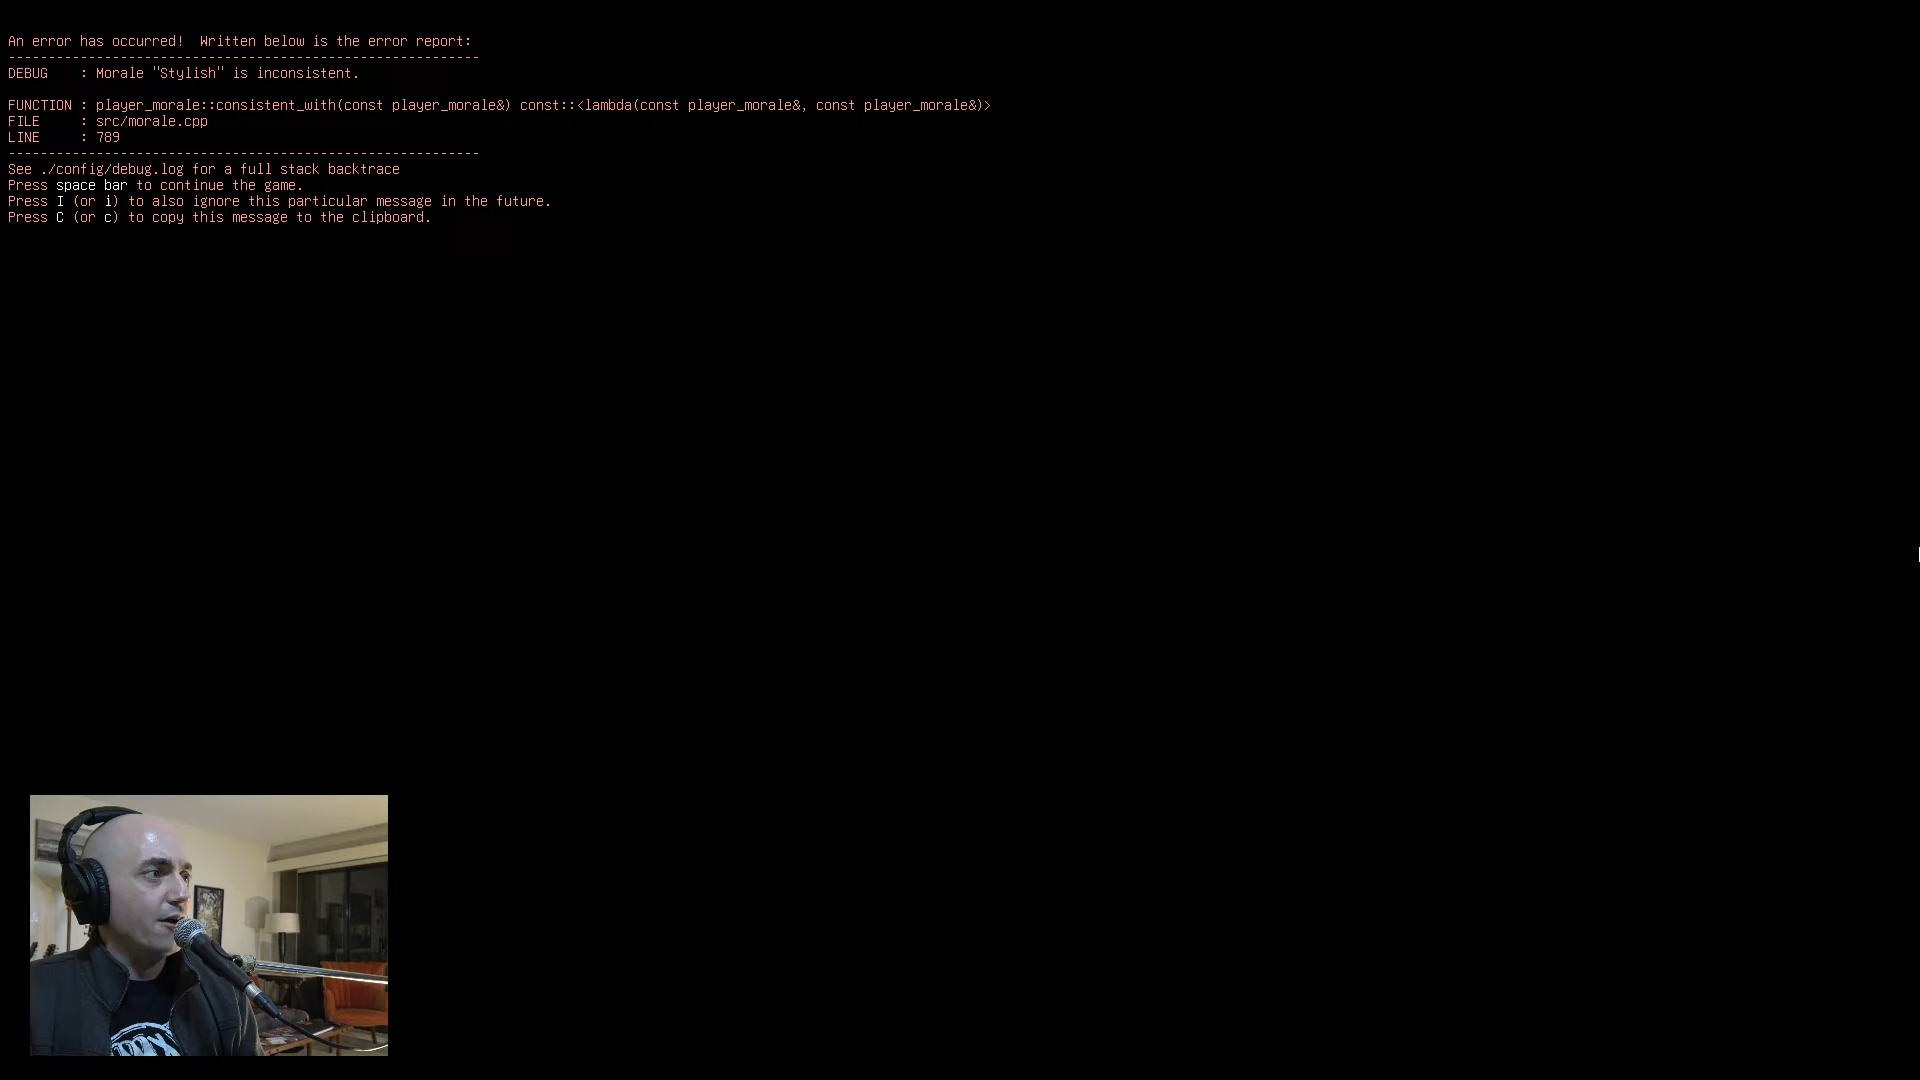 An error has occurred!  Written below is the error report:
-----------------------------------------------------------
DEBUG    : Morale "Stylish" is inconsistent.
FUNCTION : player_morale::consistent_with(const player_morale&) const::<lambda(const player_morale&, const player_morale&)>
FILE     : src/morale.cpp
LINE     : 789
-----------------------------------------------------------
See ./config/debug.log for a full stack backtrace
Press space bar to continue the game.
Press I (or i) to also ignore this particular message in the future.
Press C (or c) to copy this message to the clipboard.